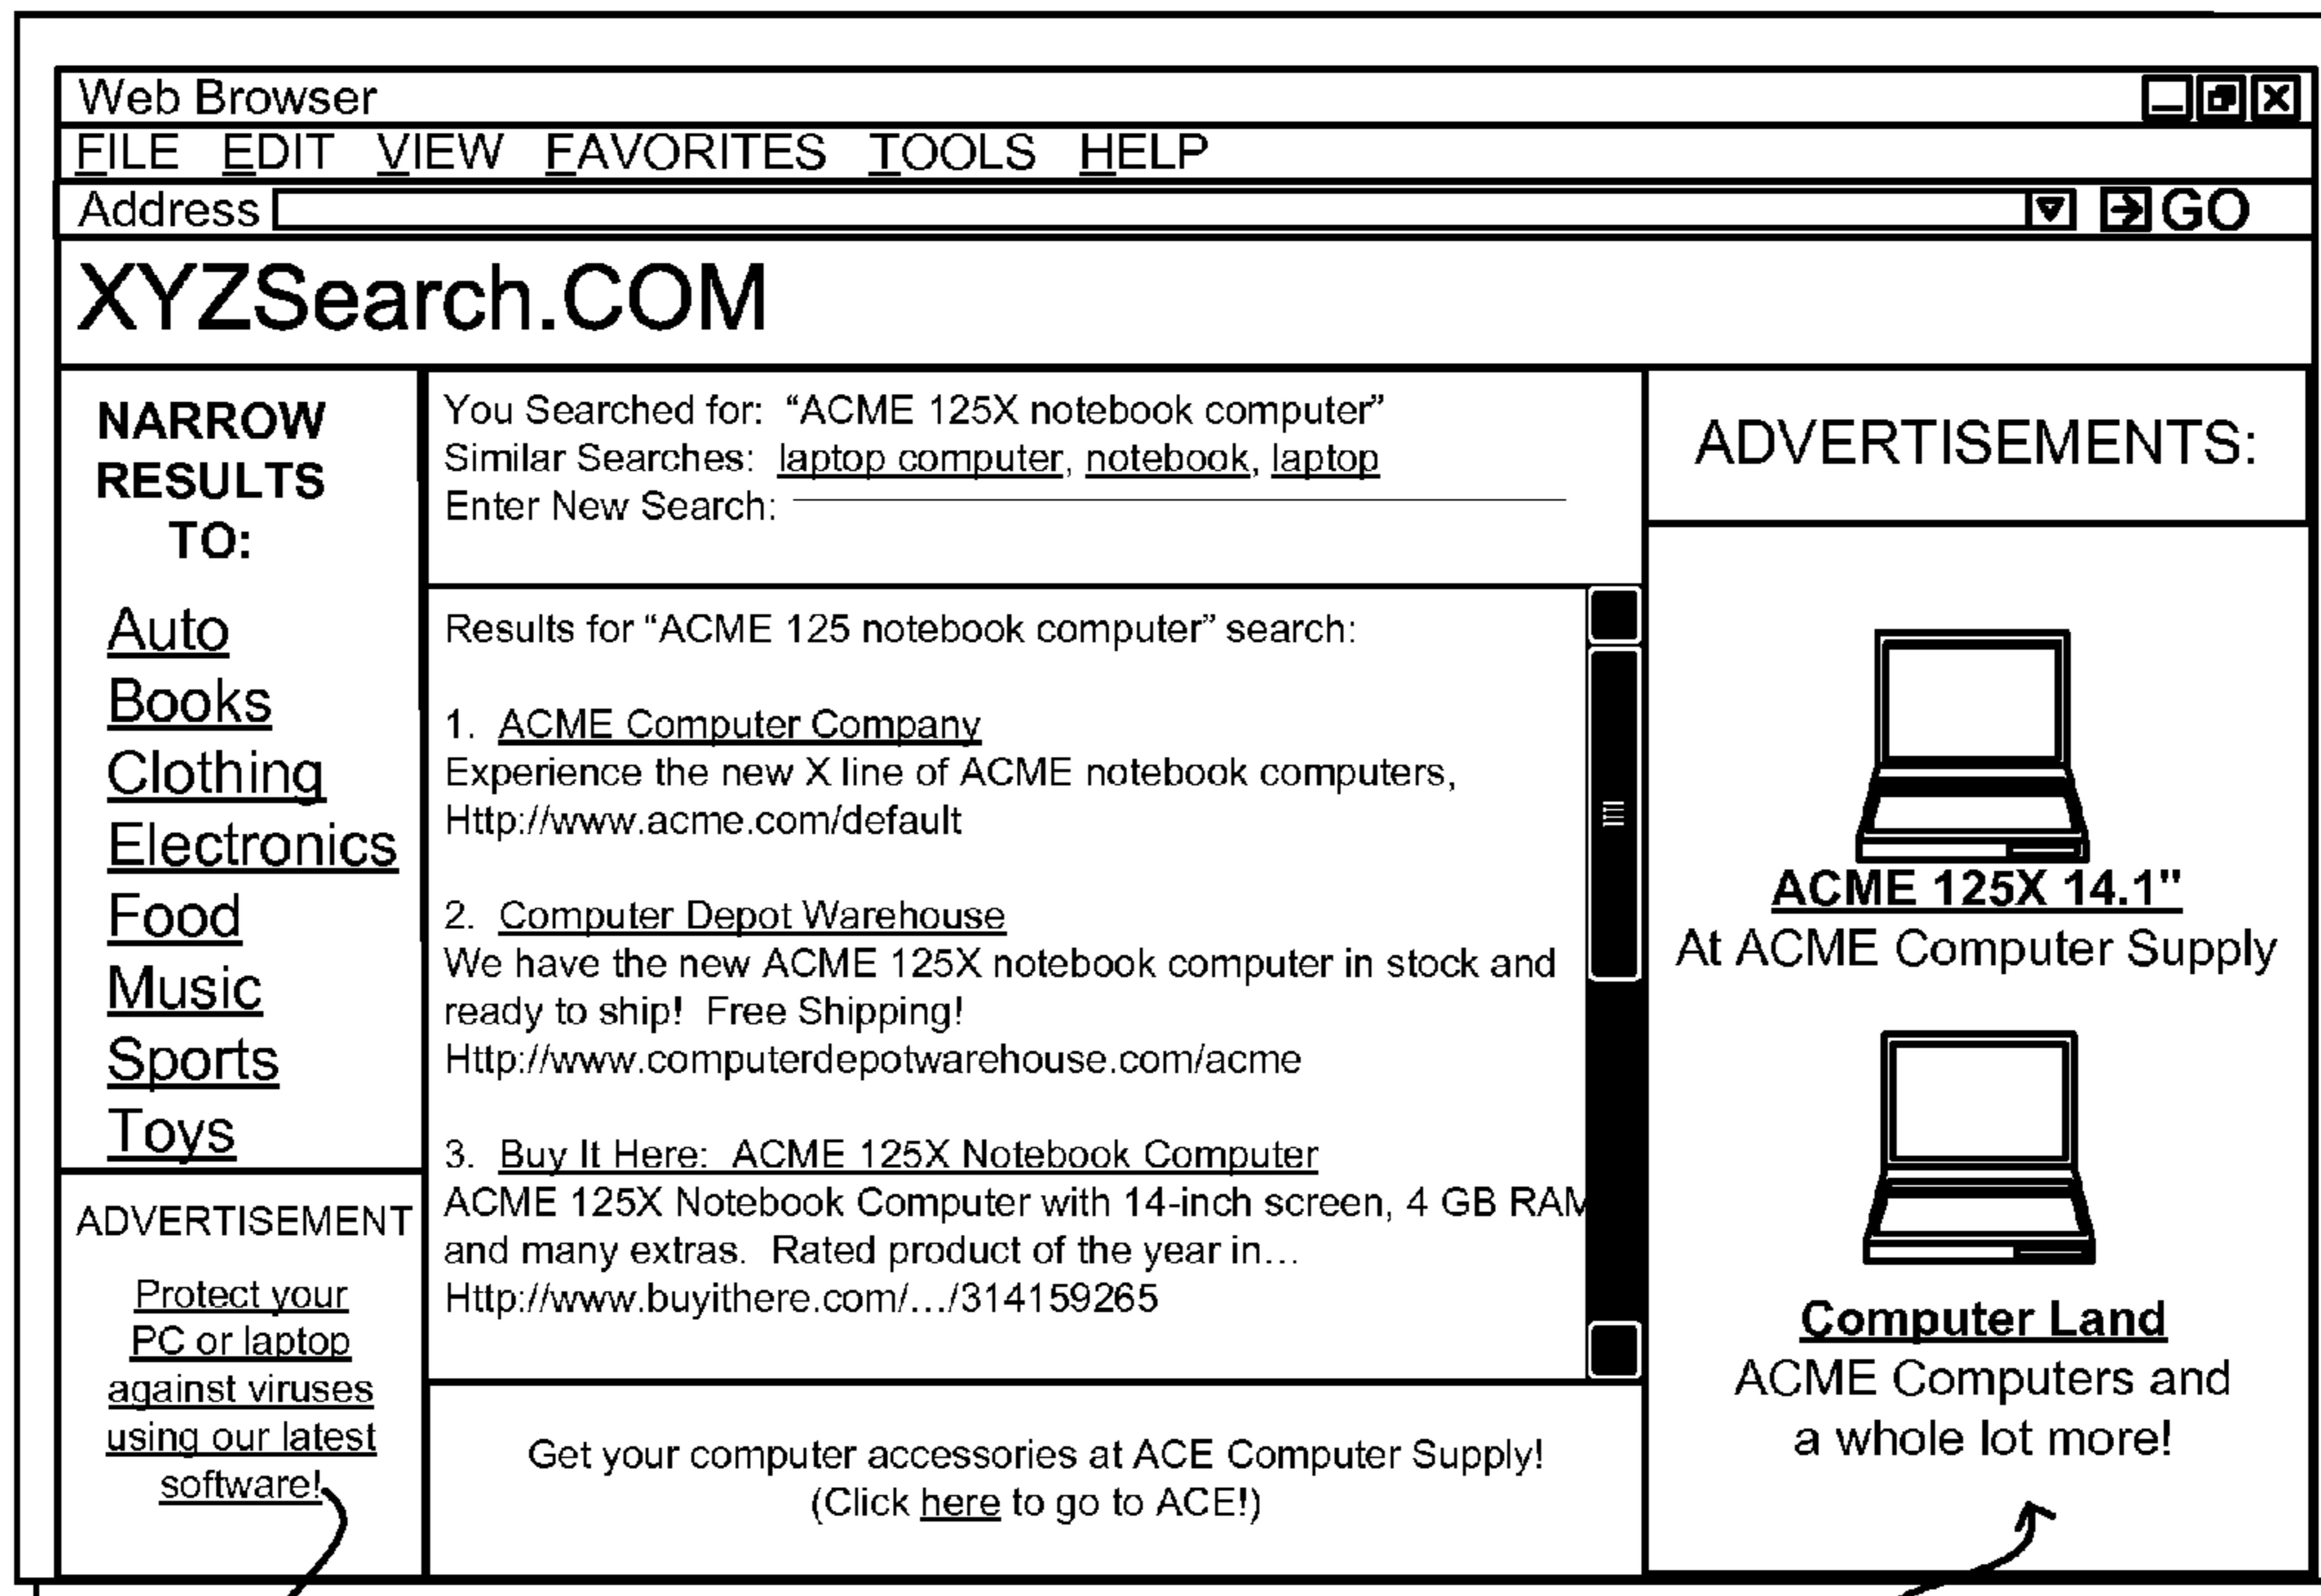 Web Browser
FILE EDIT VIEW FAVORITES TOOLS HELP
Address GO
XYZSearch.COM
NARROW
RESULTS
TO:
Auto
Books
Clothing
Electronics
Food
Music
Sports
Toys
ADVERTISEMENT
Protect your
PC or laptop
against viruses
using our latest
software!
You Searched for: “ACME 125X notebook computer”
Similar Searches: laptop computer, notebook, laptop
Enter New Search:
Results for “ACME 125 notebook computer” search:
1. ACME Computer Company
Experience the new X line of ACME notebook computers,
Http://www.acme.com/default
2. Computer Depot Warehouse
We have the new ACME 125X notebook computer in stock and
ready to ship! Free Shipping!
Http://www.computerdepotwarehouse.com/acme
3. Buy It Here: ACME 125X Notebook Computer
ACME 125X Notebook Computer with 14-inch screen, 4 GB RAM
and many extras. Rated product of the year in...
Http://www.buyithere.com/.../314159265
Get your computer accessories at ACE Computer Supply!
(Click here to go to ACE!)
ADVERTISEMENTS:
ACME 125X 14.1"
At ACME Computer Supply
Computer Land
ACME Computers and
a whole lot more!